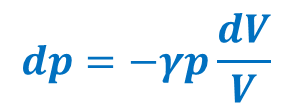 dp = −γp dV/V